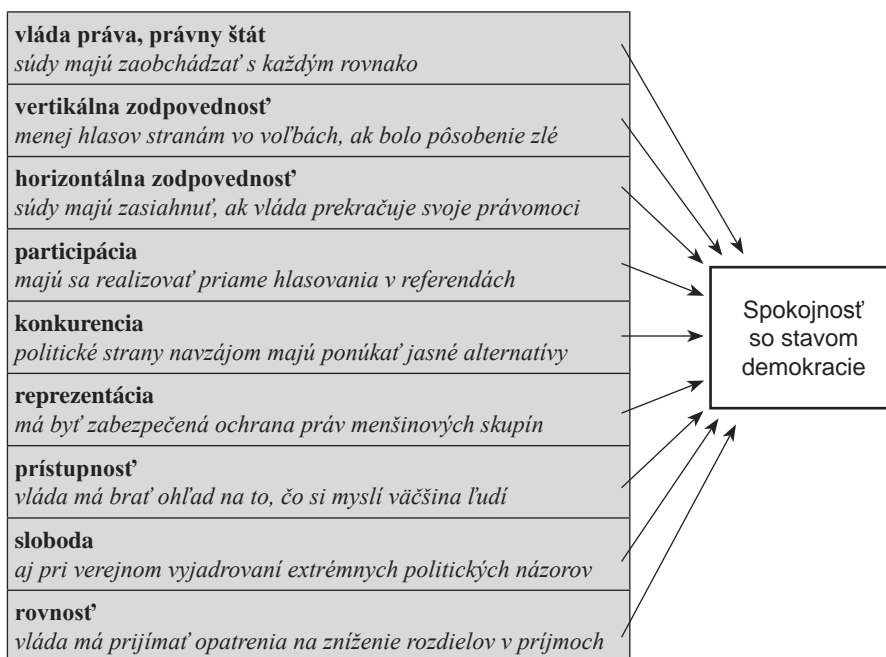 vláda práva, právny štát
súdy majú zaobchádzať s každým rovnako
vertikálna zodpovednosť
menej hlasov stranám vo voľbách, ak bolo pôsobenie zlé
horizontálna zodpovednosť
súdy majú zasiahnuť, ak vláda prekračuje svoje právomoci
participácia
majú sa realizovať priame hlasovania v referendách
konkurencia
politické strany navzájom majú ponúkať jasné alternatívy
reprezentácia
má byť zabezpečená ochrana práv menšinových skupín
prístupnosť
vláda má brať ohľad na to, čo si myslí väčšina ľudí
sloboda
aj pri verejnom vyjadrovaní extrémnych politických názorov
rovnosť
vláda má prijímať opatrenia na zníženie rozdielov v príjmoch
Spokojnosť
so stavom
demokracie